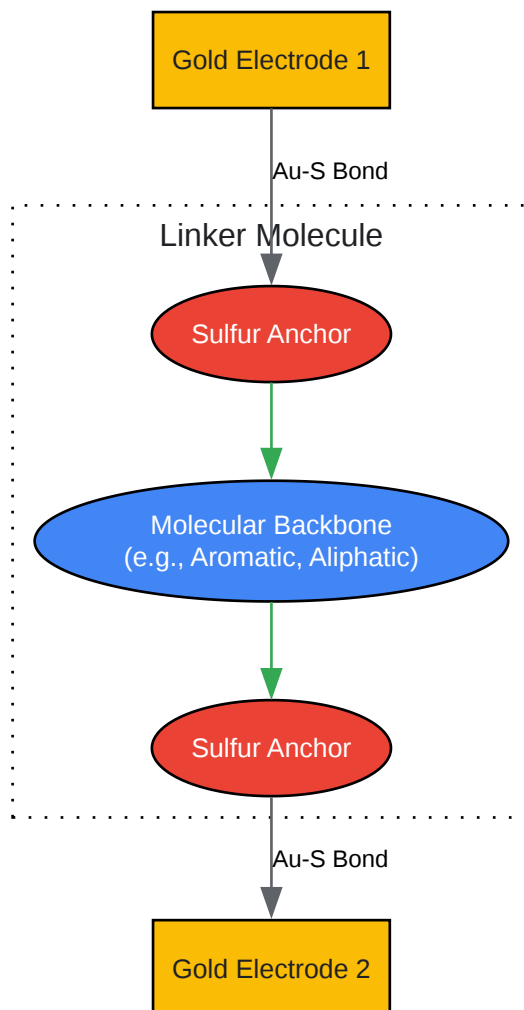 Gold Electrode 1
Au-S Bond
Linker Molecule
Sulfur Anchor
Molecular Backbone
(e.g., Aromatic, Aliphatic)
Sulfur Anchor
Au-S Bond
Gold Electrode 2